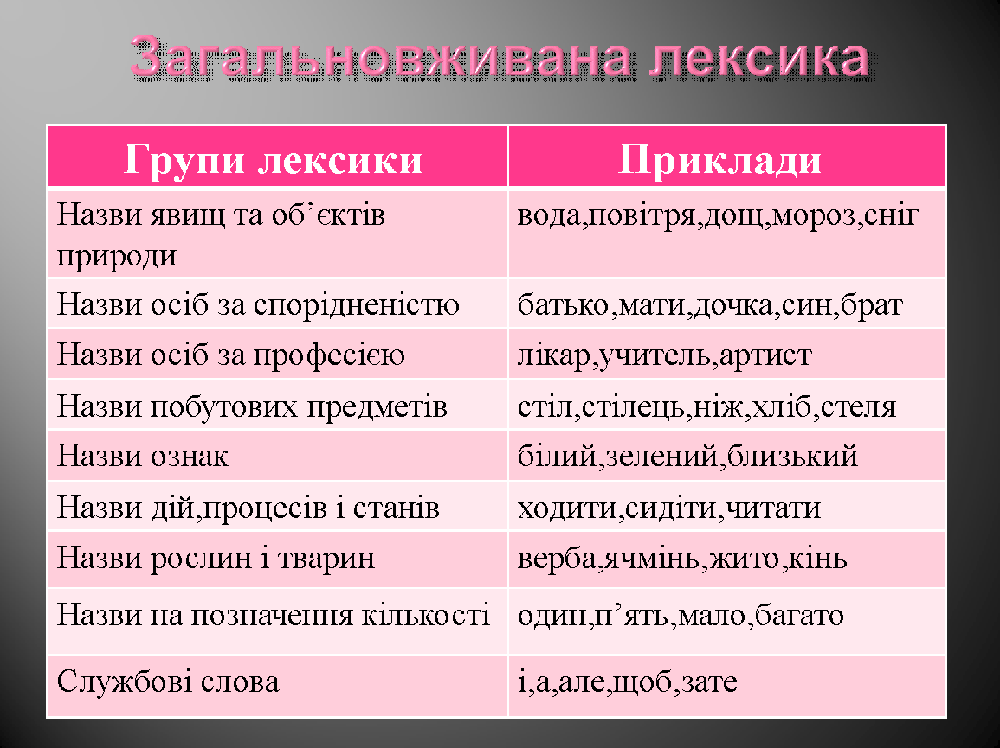 Загальновживана лексика
Групи лексики Приклади
Назви явищ та об’єктів природи вода,повітря,дощ,мороз,сніг
Назви осіб за спорідненістю батько,мати,дочка,син,брат
Назви осіб за професією лікар,учитель,артист
Назви побутових предметів стіл,стілець,ніж,хліб,стеля
Назви ознак білий,зелений,близький
Назви дій,процесів і станів ходити,сидіти,читати
Назви рослин і тварин верба,ячмінь,жито,кінь
Назви на позначення кількості один,п’ять,мало,багато
Службові слова і,а,але,щоб,зате